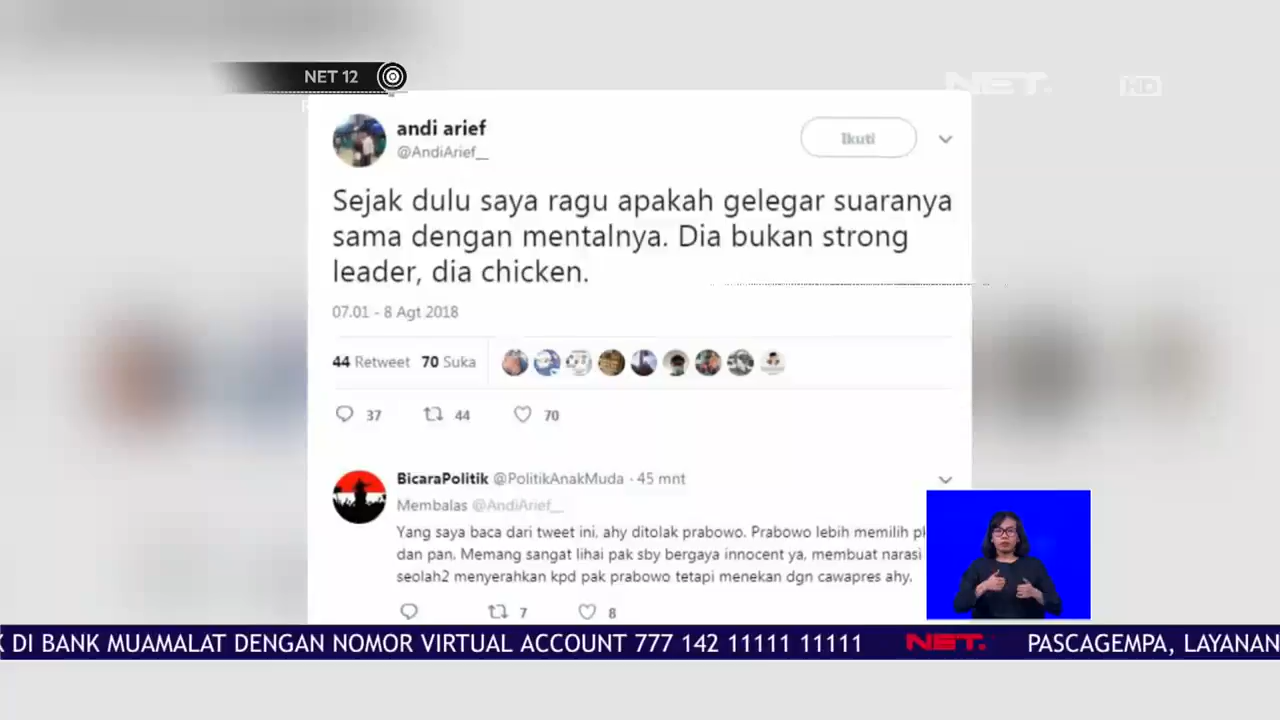 NET 12
NET.
HD
andi arief
@AndiArief__
Ikuti
Sejak dulu saya ragu apakah gelegar suaranya
sama dengan mentalnya. Dia bukan strong
leader, dia chicken.
07.01 - 8 Agt 2018
44 Retweet 70 Suka
37 44 70
BicaraPolitik @PolitikAnakMuda · 45 mnt
Membalas @AndiArief__
Yang saya baca dari tweet ini, ahy ditolak prabowo. Prabowo lebih memilih
dan pan. Memang sangat lihai pak sby bergaya innocent ya, membuat narasi
seolah2 menyerahkan kpd pak prabowo tetapi menekan dgn cawapres ahy.
7 8
K DI BANK MUAMALAT DENGAN NOMOR VIRTUAL ACCOUNT 777 142 11111 11111 NET. PASCAGEMPA, LAYANAN